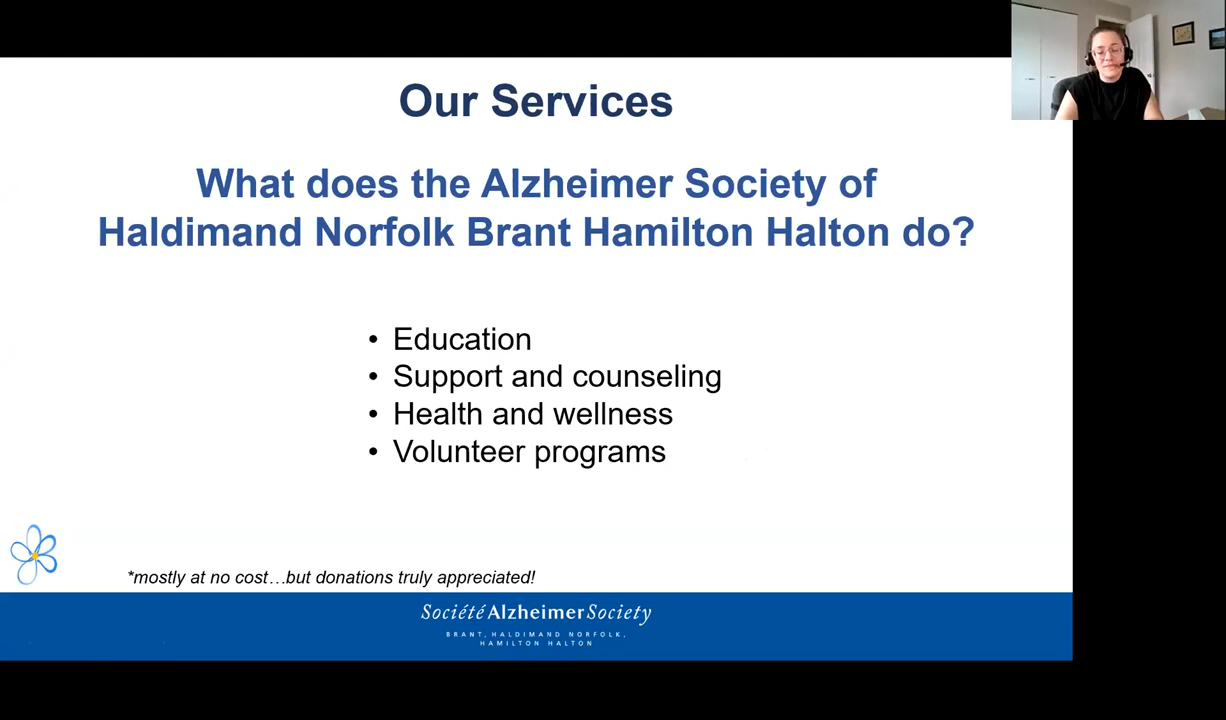 Our Services
What does the Alzheimer Society of
Haldimand Norfolk Brant Hamilton Halton do?
• Education
• Support and counseling
• Health and wellness
• Volunteer programs
*mostly at no cost…but donations truly appreciated!
Société Alzheimer Society
BRANT, HALDIMAND NORFOLK,
HAMILTON HALTON